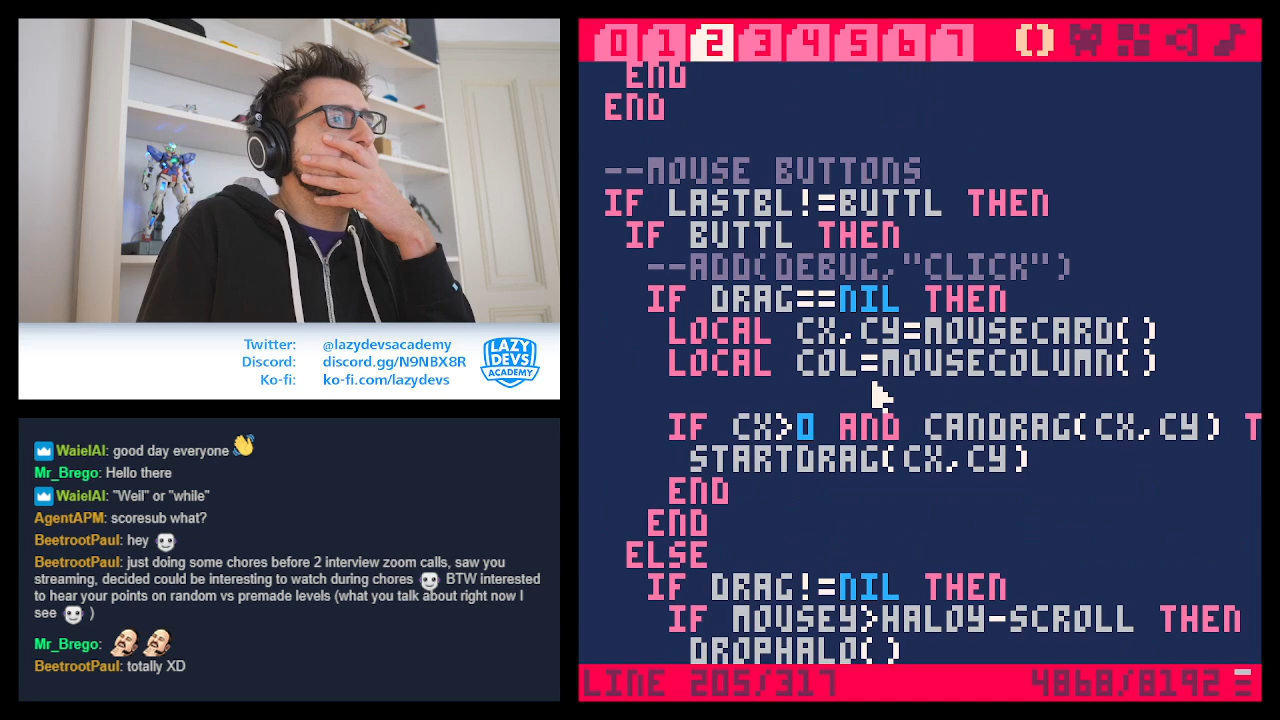 Twitter: @lazydevsacademy
Discord: discord.gg/N9NBX8R
Ko-fi: ko-fi.com/lazydevs
LAZY
DEVS
ACADEMY
WaielAI: good day everyone
Mr_Brego: Hello there
WaielAI: "Weil" or "while"
AgentAPM: scoresub what?
BeetrootPaul: hey
BeetrootPaul: just doing some chores before 2 interview zoom calls, saw you
streaming, decided could be interesting to watch during chores BTW interested
to hear your points on random vs premade levels (what you talk about right now I
see )
Mr_Brego:
BeetrootPaul: totally XD
0 1 2 3 4 5 6 7 ()
END
END
--MOUSE BUTTONS
IF LASTBL!=BUTTL THEN
IF BUTTL THEN
--ADD(DEBUG,"CLICK")
IF DRAG==NIL THEN
LOCAL CX,CY=MOUSECARD()
LOCAL COL=MOUSECOLUMN()
IF CX>0 AND CANDRAG(CX,CY) T
STARTDRAG(CX,CY)
END
END
ELSE
IF DRAG!=NIL THEN
IF MOUSEY>HALDY-SCROLL THEN
DROPHALD()
LINE 205/317 4868/8192